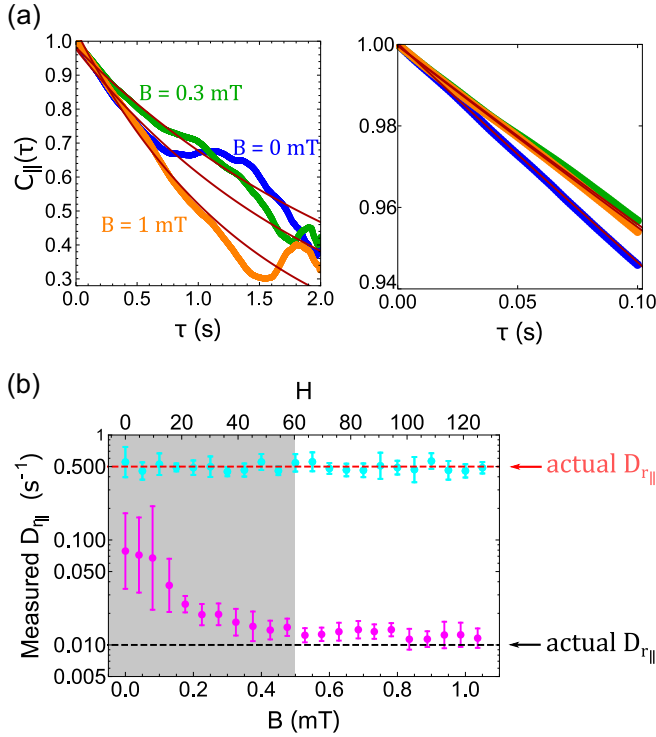 (a)
C∥(τ)
1.0
0.9
0.8
0.7
0.6
0.5
0.4
0.3
B = 0.3 mT
B = 0 mT
B = 1 mT
0.0 0.5 1.0 1.5 2.0
τ (s)
1.00
0.98
0.96
0.94
0.00 0.05 0.10
τ (s)
(b)
H
0 20 40 60 80 100 120
Measured Dη∥ (s⁻¹)
1
0.500
0.100
0.050
0.010
0.005
actual Dr∥
actual Dr∥
0.0 0.2 0.4 0.6 0.8 1.0
B (mT)